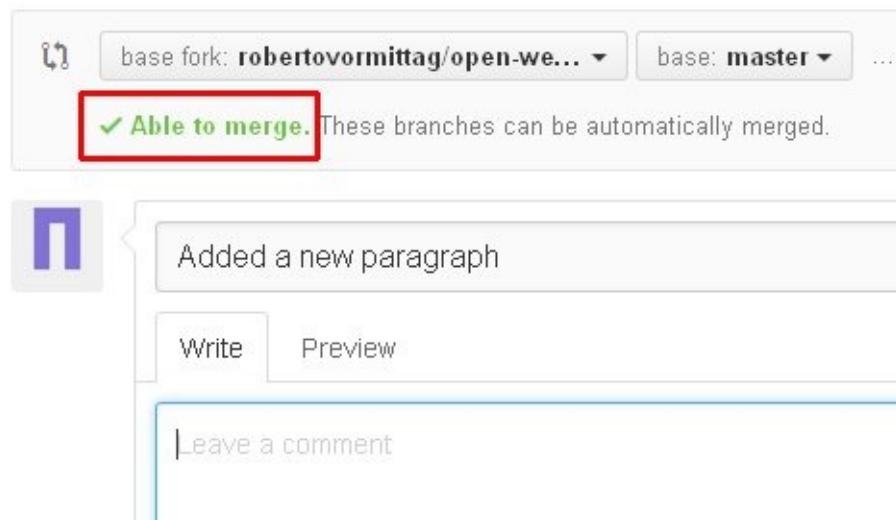 base fork: robertovormittag/open-we... base: master ...
Able to merge. These branches can be automatically merged.
Added a new paragraph
Write Preview
Leave a comment